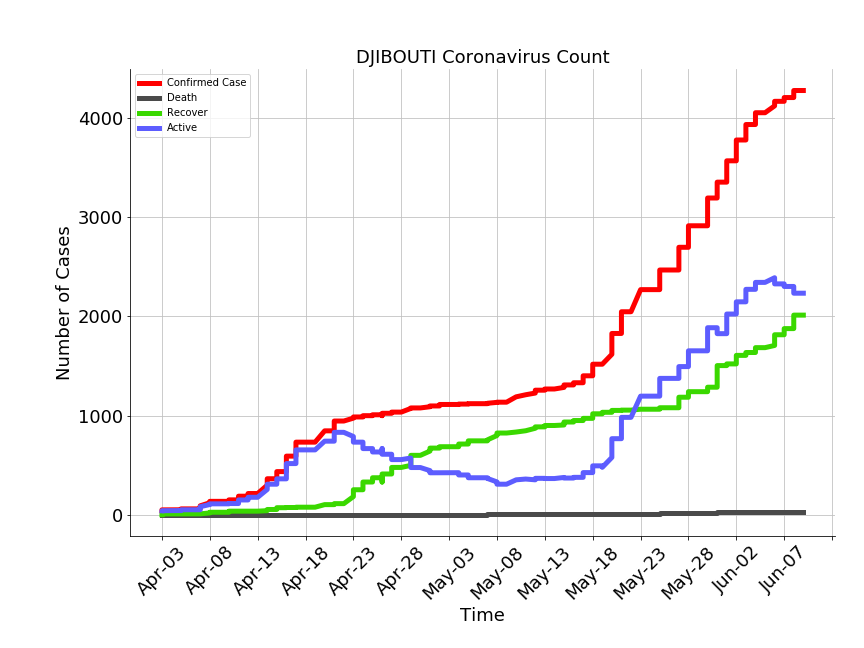 DJIBOUTI Coronavirus Count
Confirmed Case
Death
Recover
Active
Number of Cases
4000
3000
2000
1000
0
Apr-03
Apr-08
Apr-13
Apr-18
Apr-23
Apr-28
May-03
May-08
May-13
May-18
May-23
May-28
Jun-02
Jun-07
Time